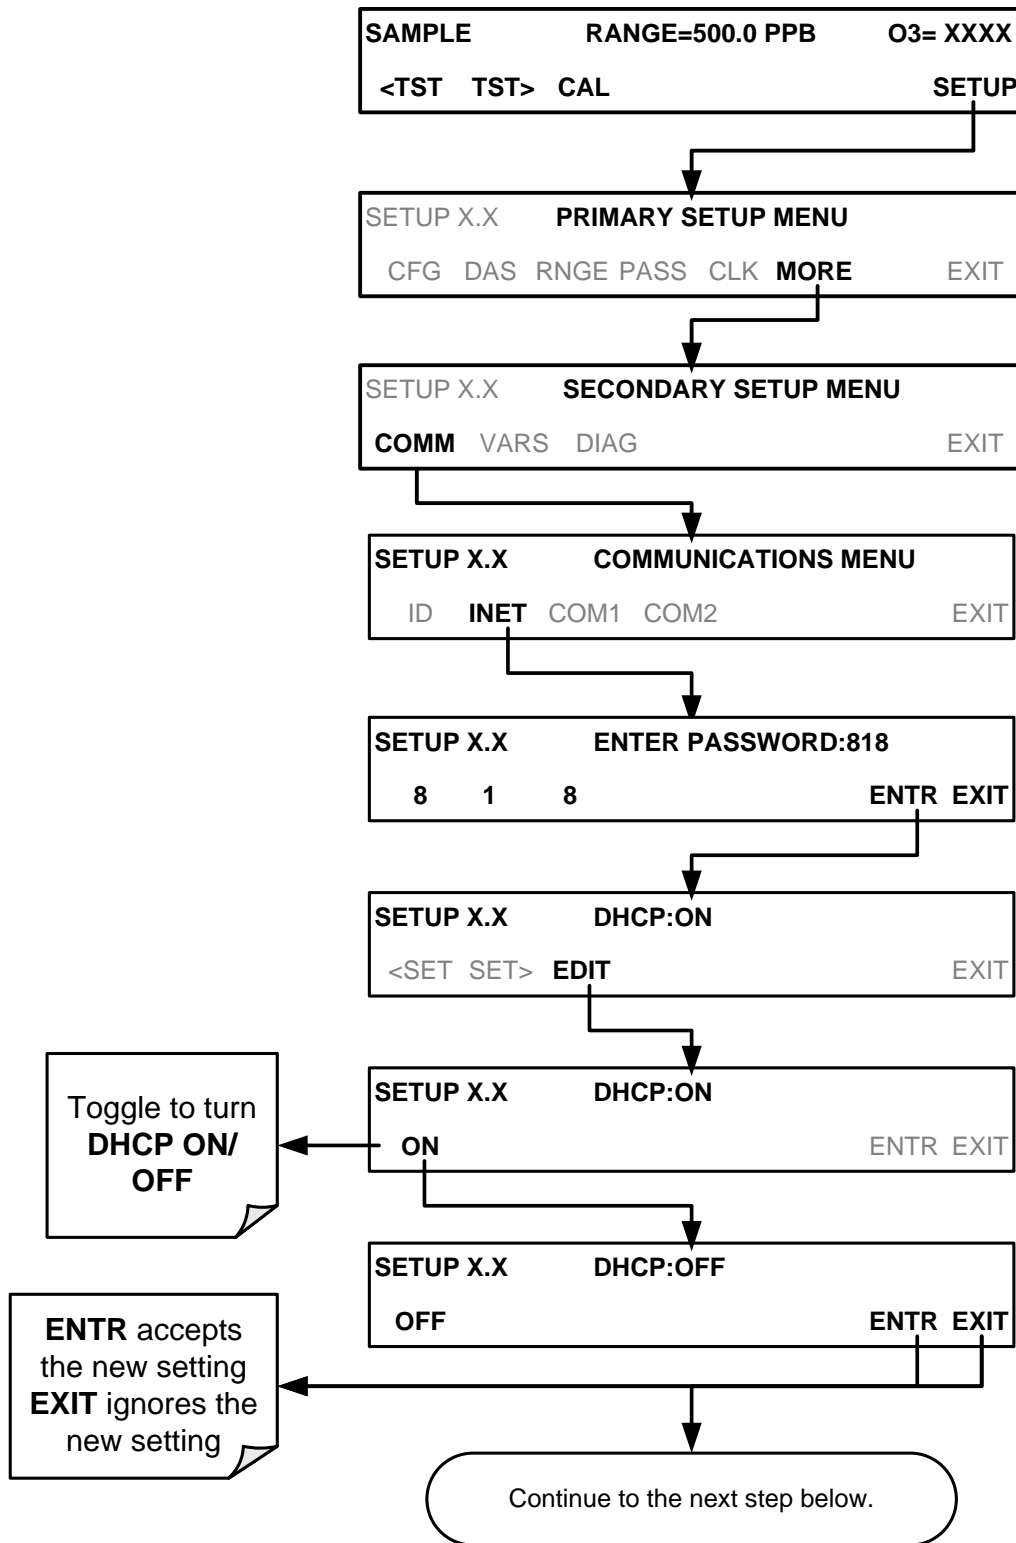 SAMPLE RANGE=500.0 PPB O3= XXXX
<TST TST> CAL SETUP
SETUP X.X PRIMARY SETUP MENU
CFG DAS RNGE PASS CLK MORE EXIT
SETUP X.X SECONDARY SETUP MENU
COMM VARS DIAG EXIT
SETUP X.X COMMUNICATIONS MENU
ID INET COM1 COM2 EXIT
SETUP X.X ENTER PASSWORD:818
8 1 8 ENTR EXIT
SETUP X.X DHCP:ON
<SET SET> EDIT EXIT
SETUP X.X DHCP:ON
ON ENTR EXIT
Toggle to turn
DHCP ON/
OFF
SETUP X.X DHCP:OFF
OFF ENTR EXIT
ENTR accepts
the new setting
EXIT ignores the
new setting
Continue to the next step below.